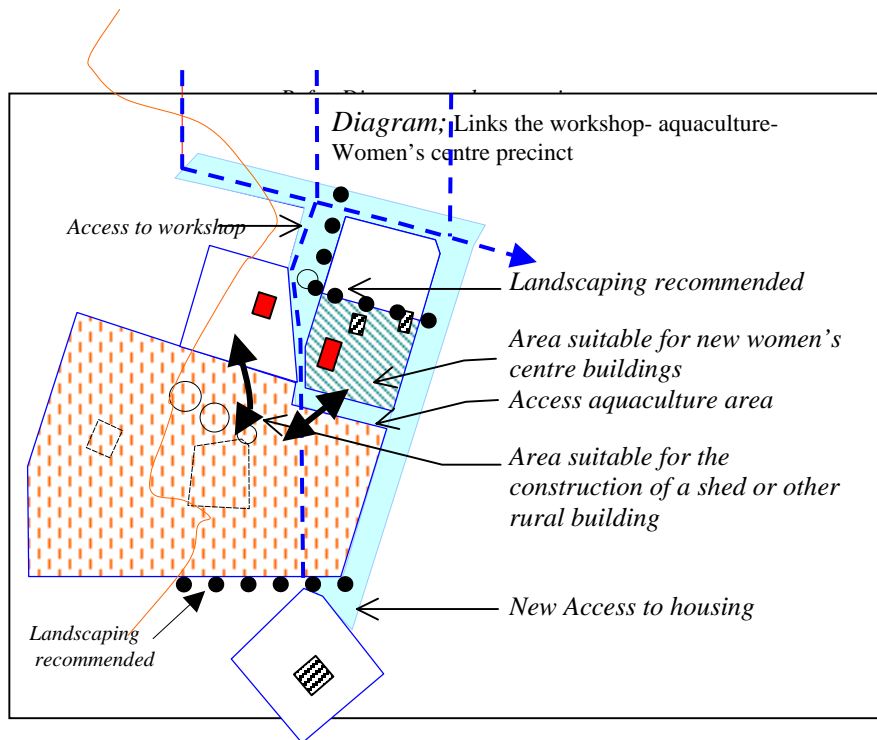 Diagram; Links the workshop- aquaculture-
Women's centre precinct
Access to workshop
Landscaping recommended
Area suitable for new women's
centre buildings
Access aquaculture area
Area suitable for the
construction of a shed or other
rural building
New Access to housing
Landscaping
recommended